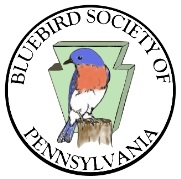 BLUEBIRD SOCIETY OF
PENNSYLVANIA